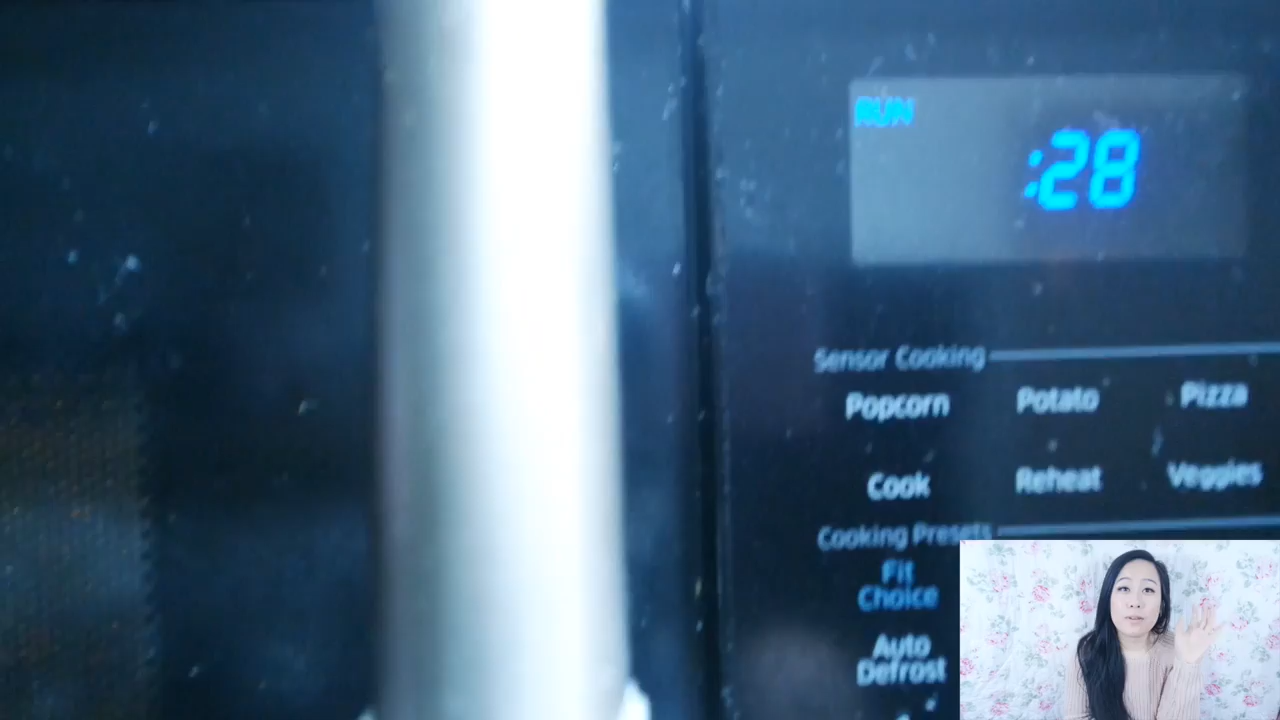 RUN
:28
Sensor Cooking
Popcorn Potato Pizza
Cook Reheat Veggies
Cooking Presets
Fit
Choice
Auto
Defrost